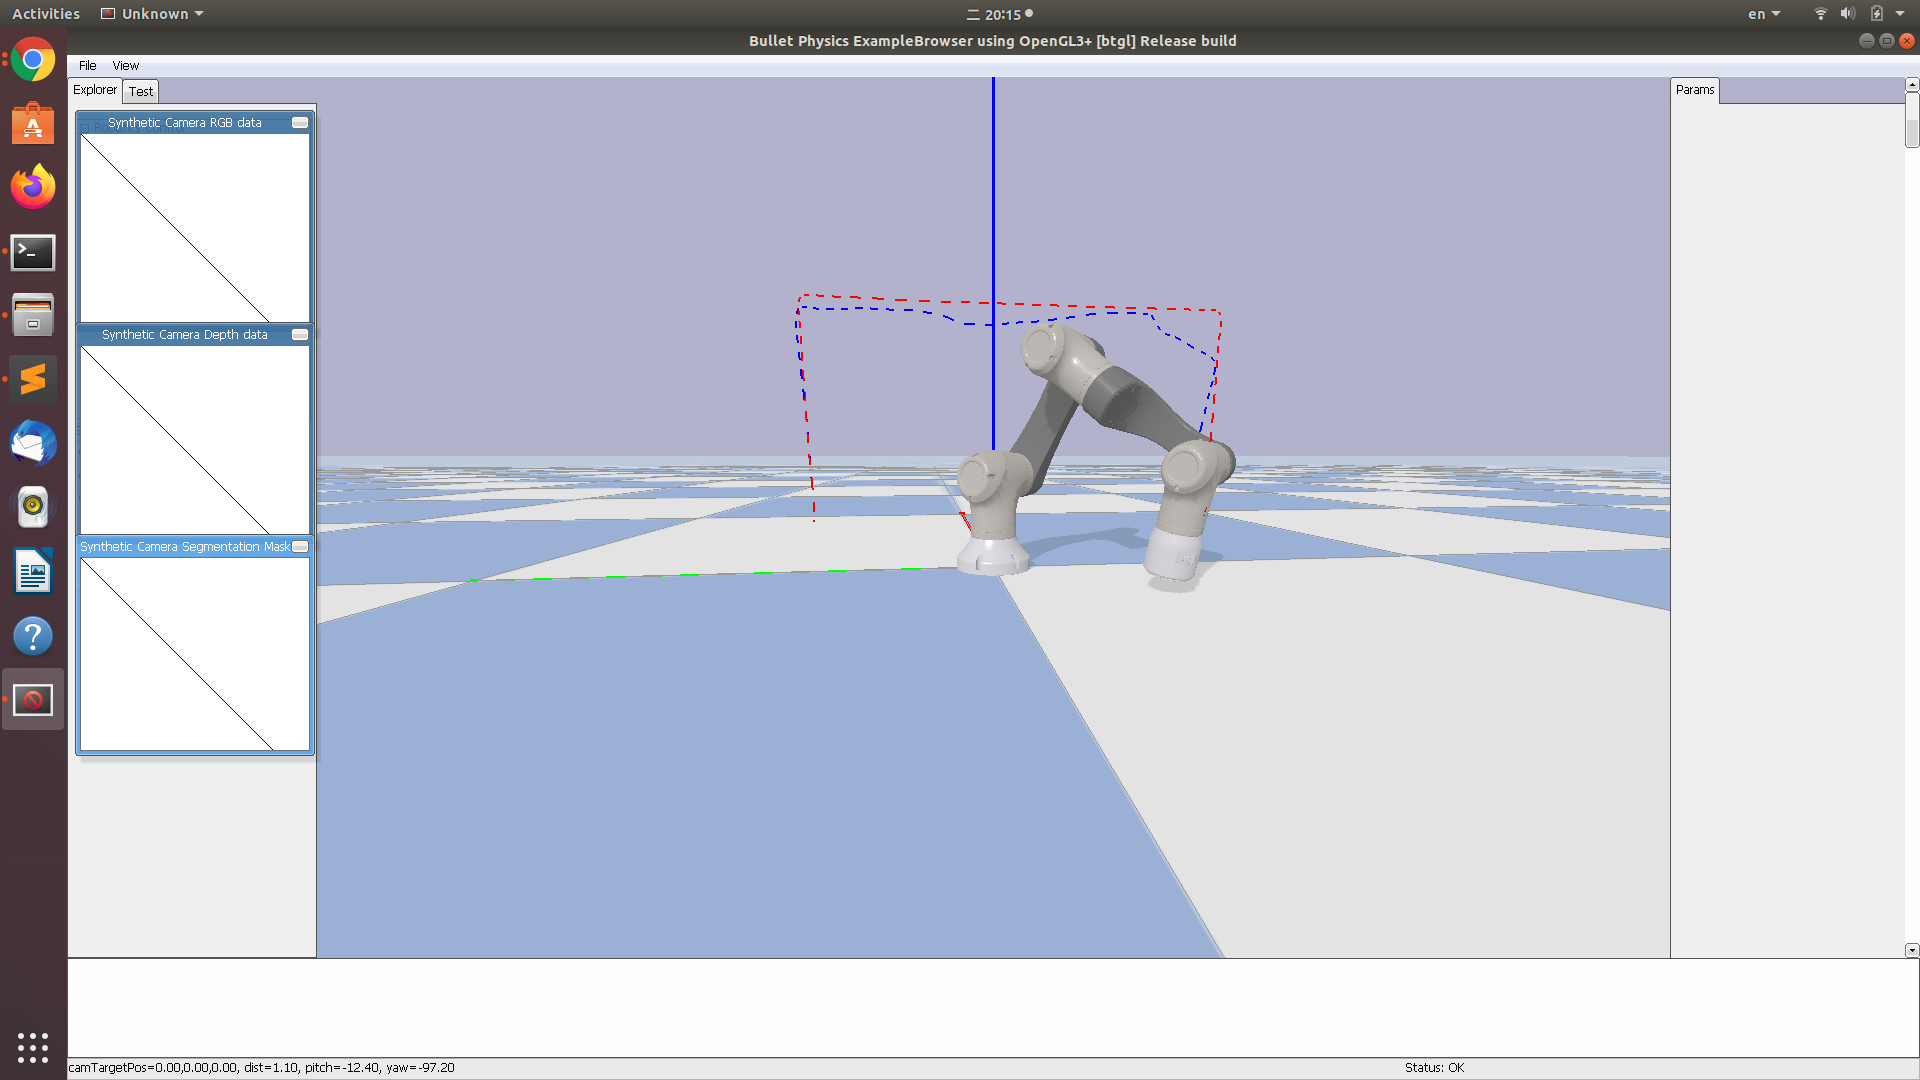 Activities
Unknown
二 20:15
en
Bullet Physics ExampleBrowser using OpenGL3+ [btgl] Release build
File View
Explorer Test
Params
Synthetic Camera RGB data
Synthetic Camera Depth data
Synthetic Camera Segmentation Mask
camTargetPos=0.00,0.00,0.00, dist=1.10, pitch=-12.40, yaw=-97.20
Status: OK